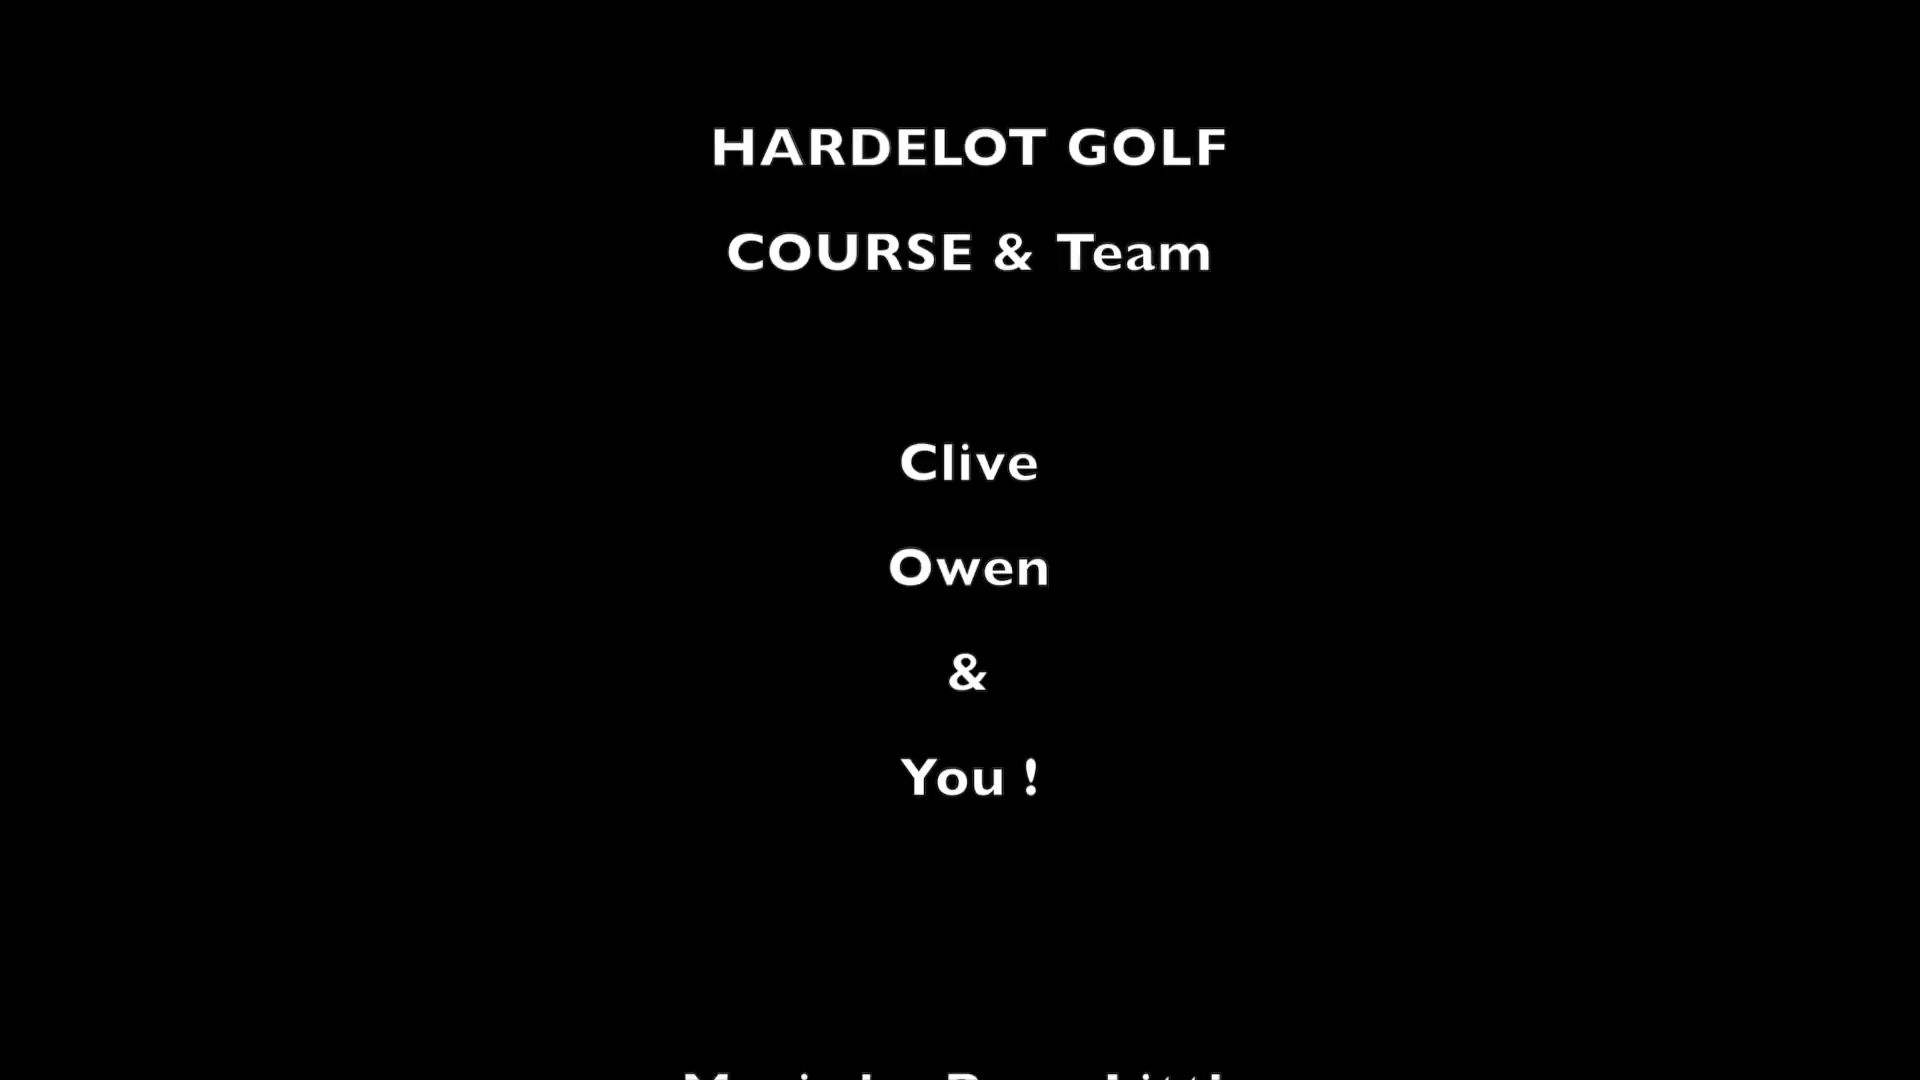 HARDELOT GOLF
COURSE & Team
Clive
Owen
&
You !